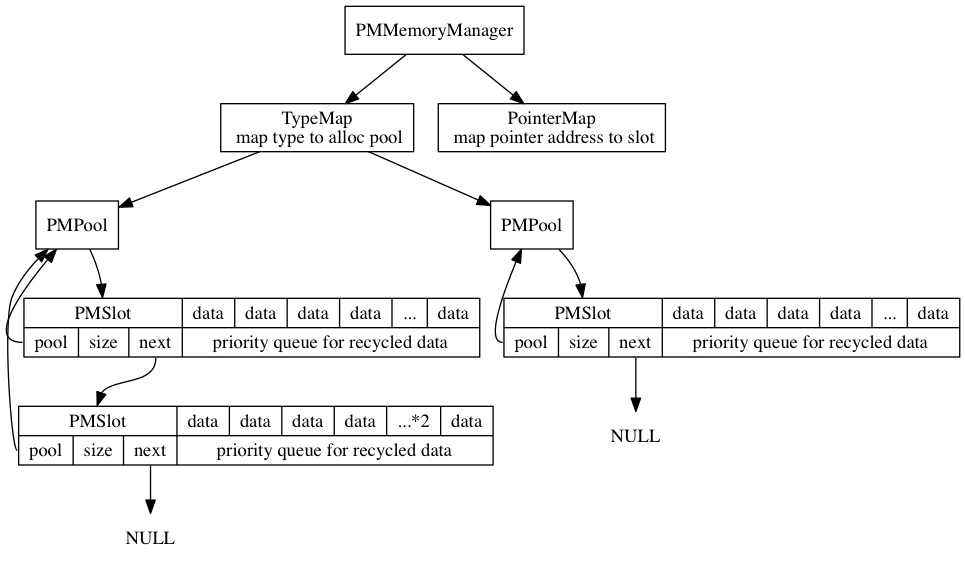 PMMemoryManager
TypeMap
map type to alloc pool
PointerMap
map pointer address to slot
PMPool
PMPool
PMSlot data data data data ... data
pool size next priority queue for recycled data
PMSlot data data data data ... data
pool size next priority queue for recycled data
PMSlot data data data data ...*2 data
pool size next priority queue for recycled data
NULL
NULL